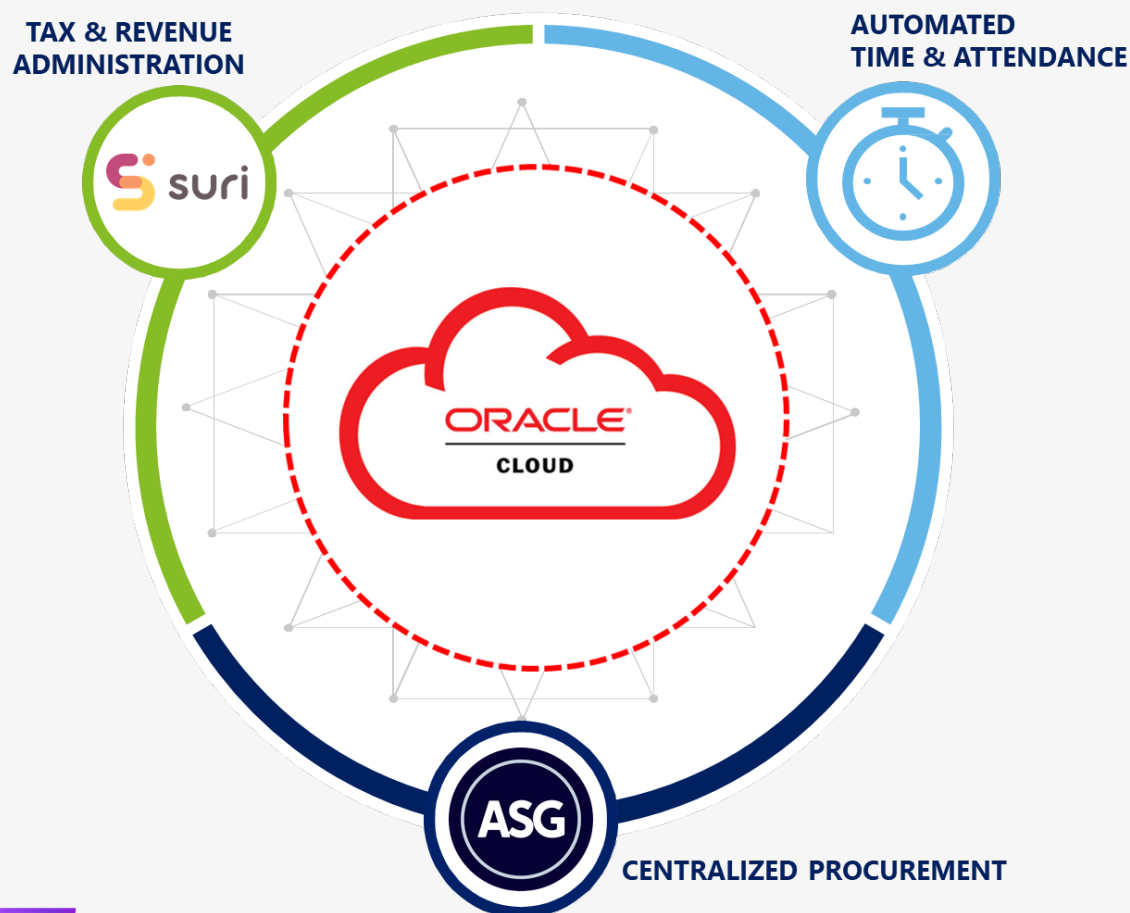 TAX & REVENUE
ADMINISTRATION
AUTOMATED
TIME & ATTENDANCE
suri
ORACLE®
CLOUD
ASG
CENTRALIZED PROCUREMENT